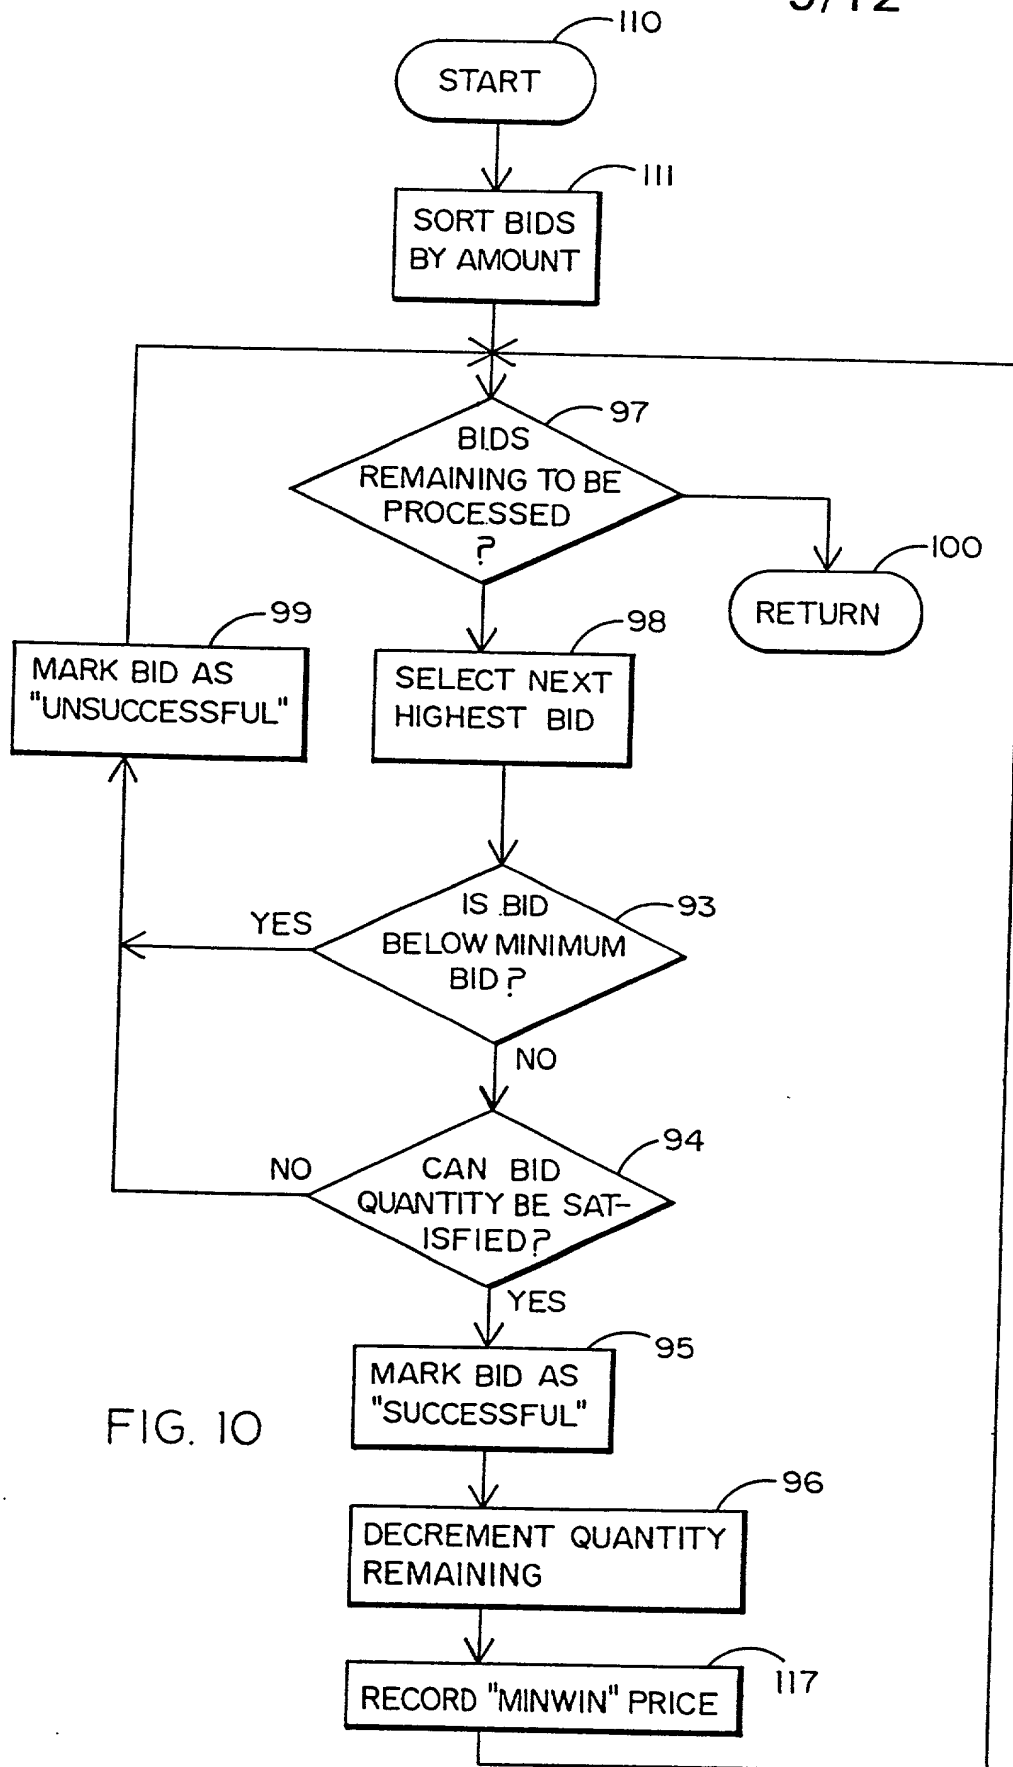 110
START
111
SORT BIDS
BY AMOUNT
97
BIDS
REMAINING TO BE
PROCESSED
?
100
RETURN
99
MARK BID AS
"UNSUCCESSFUL"
98
SELECT NEXT
HIGHEST BID
93
YES
IS BID
BELOW MINIMUM
BID?
NO
94
NO
CAN BID
QUANTITY BE SAT-
ISFIED?
YES
95
MARK BID AS
"SUCCESSFUL"
FIG. 10
96
DECREMENT QUANTITY
REMAINING
117
RECORD "MINWIN" PRICE